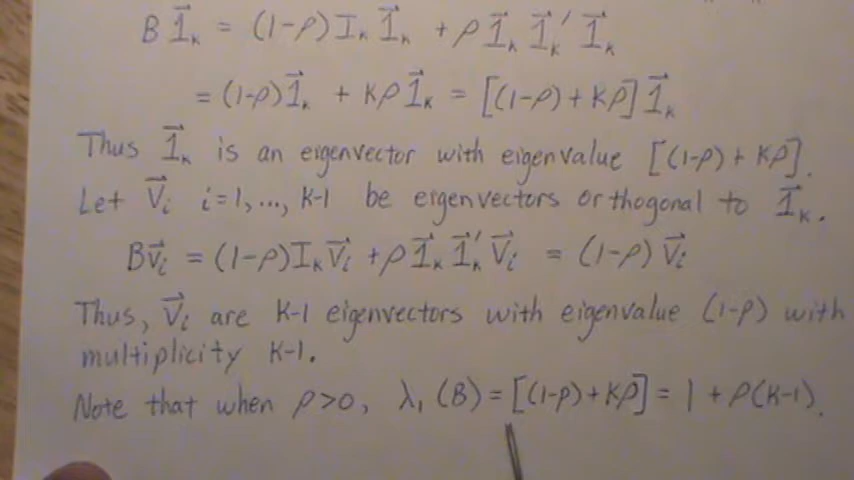 B 1⃗ₖ = (1-ρ) Iₖ 1⃗ₖ + ρ 1⃗ₖ 1⃗ₖ' 1⃗ₖ
= (1-ρ) 1⃗ₖ + Kρ 1⃗ₖ = [(1-ρ) + Kρ] 1⃗ₖ
Thus 1⃗ₖ is an eigenvector with eigenvalue [(1-ρ) + Kρ].
Let V⃗ᵢ i=1,..., K-1 be eigenvectors orthogonal to 1⃗ₖ.
BV⃗ᵢ = (1-ρ) Iₖ V⃗ᵢ + ρ 1⃗ₖ 1⃗ₖ' V⃗ᵢ = (1-ρ) V⃗ᵢ
Thus, V⃗ᵢ are K-1 eigenvectors with eigenvalue (1-ρ) with
multiplicity K-1.
Note that when ρ>0, λ₁(B) = [(1-ρ)+Kρ] = 1 + ρ(K-1).